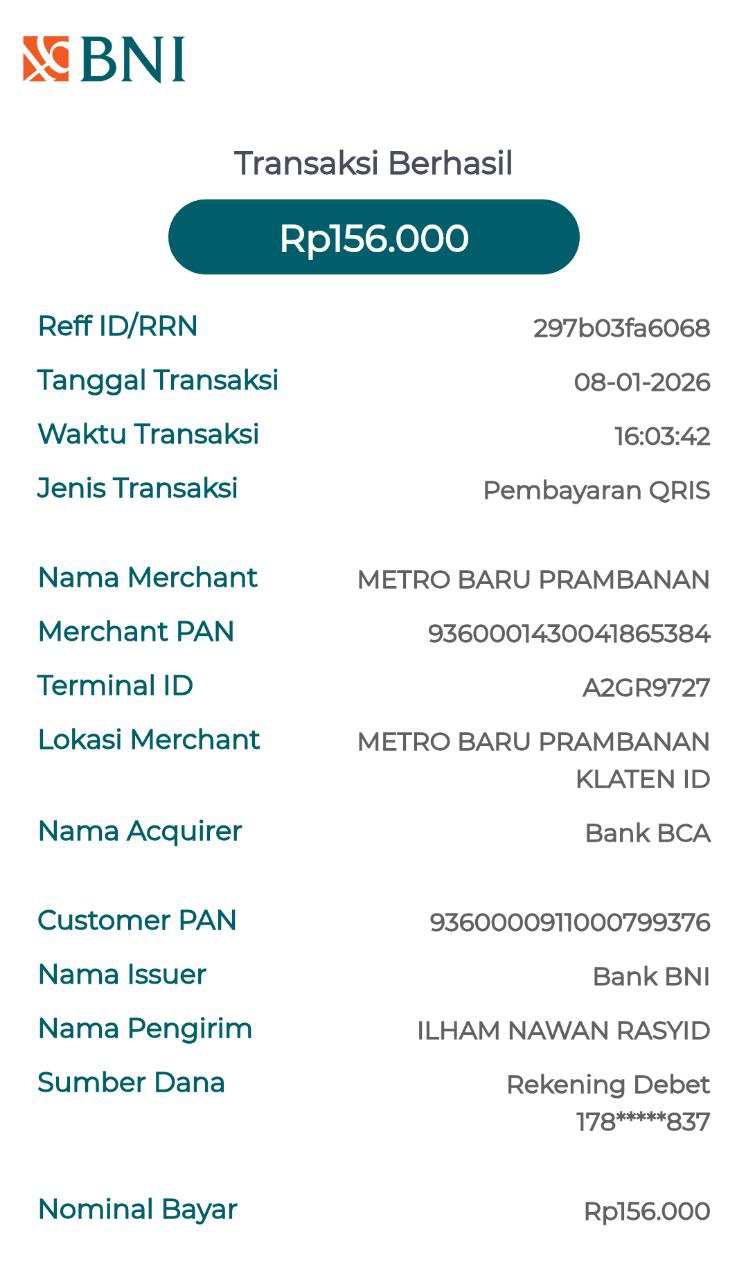 BNI
Transaksi Berhasil
Rp156.000
Reff ID/RRN 297b03fa6068
Tanggal Transaksi 08-01-2026
Waktu Transaksi 16:03:42
Jenis Transaksi Pembayaran QRIS
Nama Merchant METRO BARU PRAMBANAN
Merchant PAN 9360001430041865384
Terminal ID A2GR9727
Lokasi Merchant METRO BARU PRAMBANAN
KLATEN ID
Nama Acquirer Bank BCA
Customer PAN 9360000911000799376
Nama Issuer Bank BNI
Nama Pengirim ILHAM NAWAN RASYID
Sumber Dana Rekening Debet
178*****837
Nominal Bayar Rp156.000